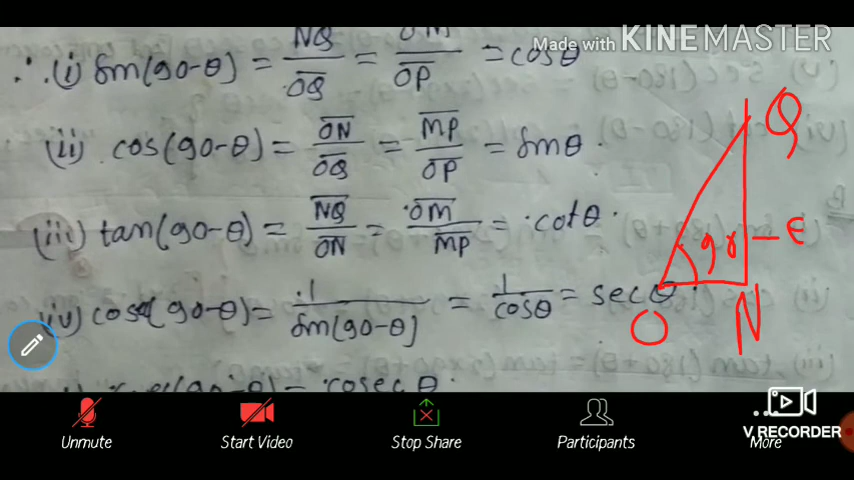 Made with KINEMASTER
∴ (i) sin(90-θ) = NQ/OQ = OM/OP = cosθ
(ii) cos(90-θ) = ON/OQ = MP/OP = sinθ.
(iii) tan(90-θ) = NQ/ON = OM/MP = cotθ.
(iv) cosec(90-θ) = 1/sin(90-θ) = 1/cosθ = secθ
(90-θ) = cosecθ.
Q
90-θ
O N
Unmute Start Video Stop Share Participants More
V RECORDER